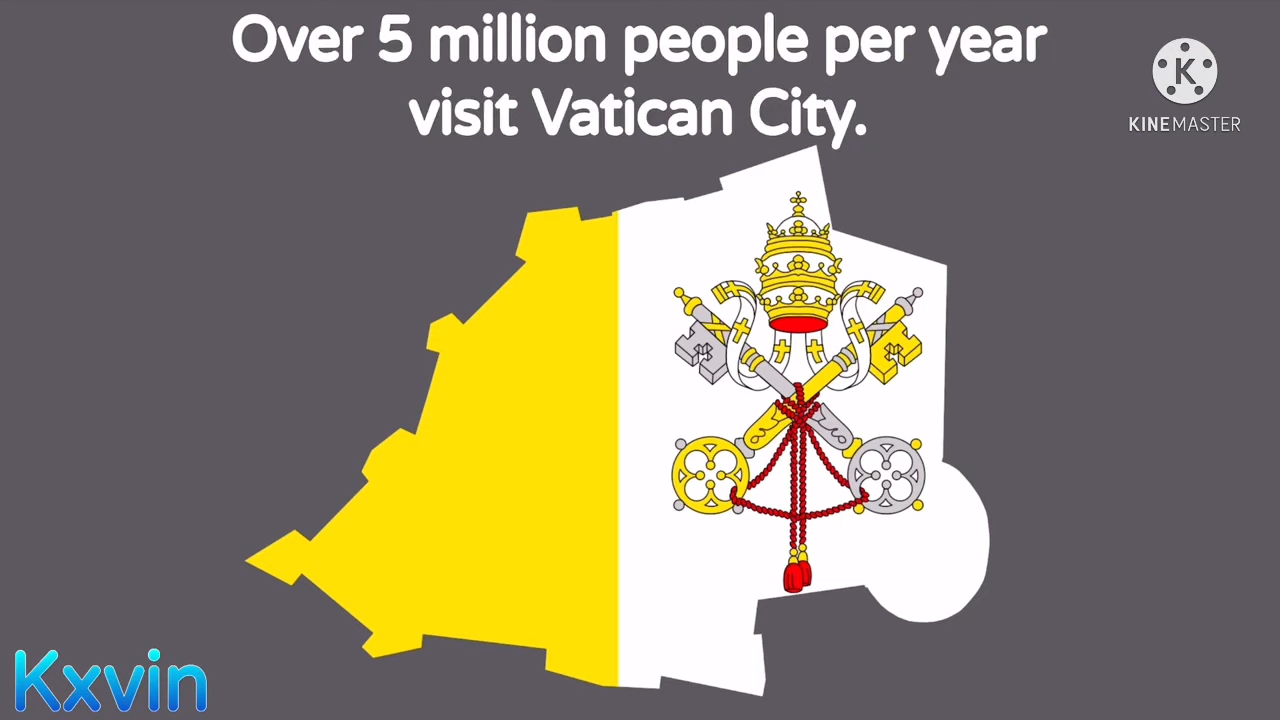 Over 5 million people per year
visit Vatican City.
K
KINEMASTER
Kxvin